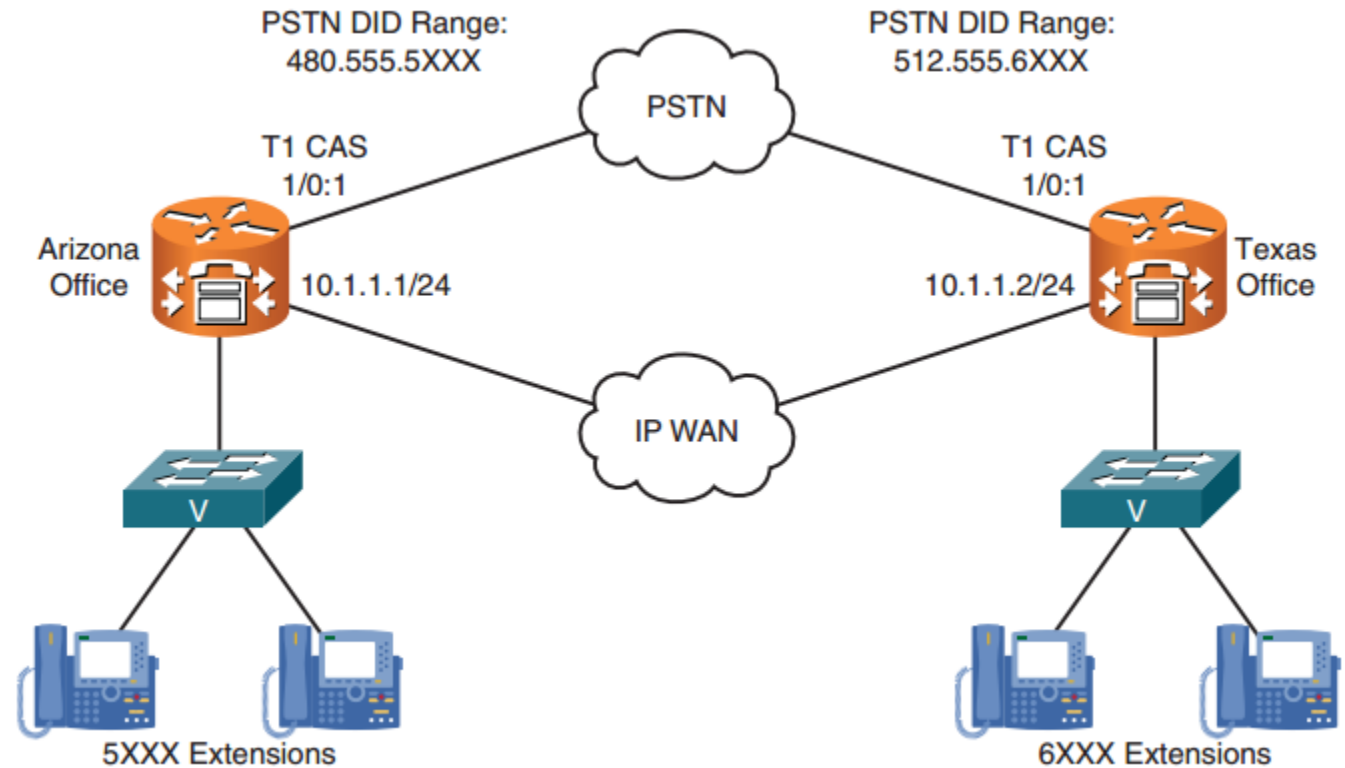 PSTN DID Range:
480.555.5XXX
PSTN DID Range:
512.555.6XXX
PSTN
T1 CAS
1/0:1
T1 CAS
1/0:1
Arizona
Office
10.1.1.1/24
10.1.1.2/24
Texas
Office
IP WAN
V
V
5XXX Extensions
6XXX Extensions